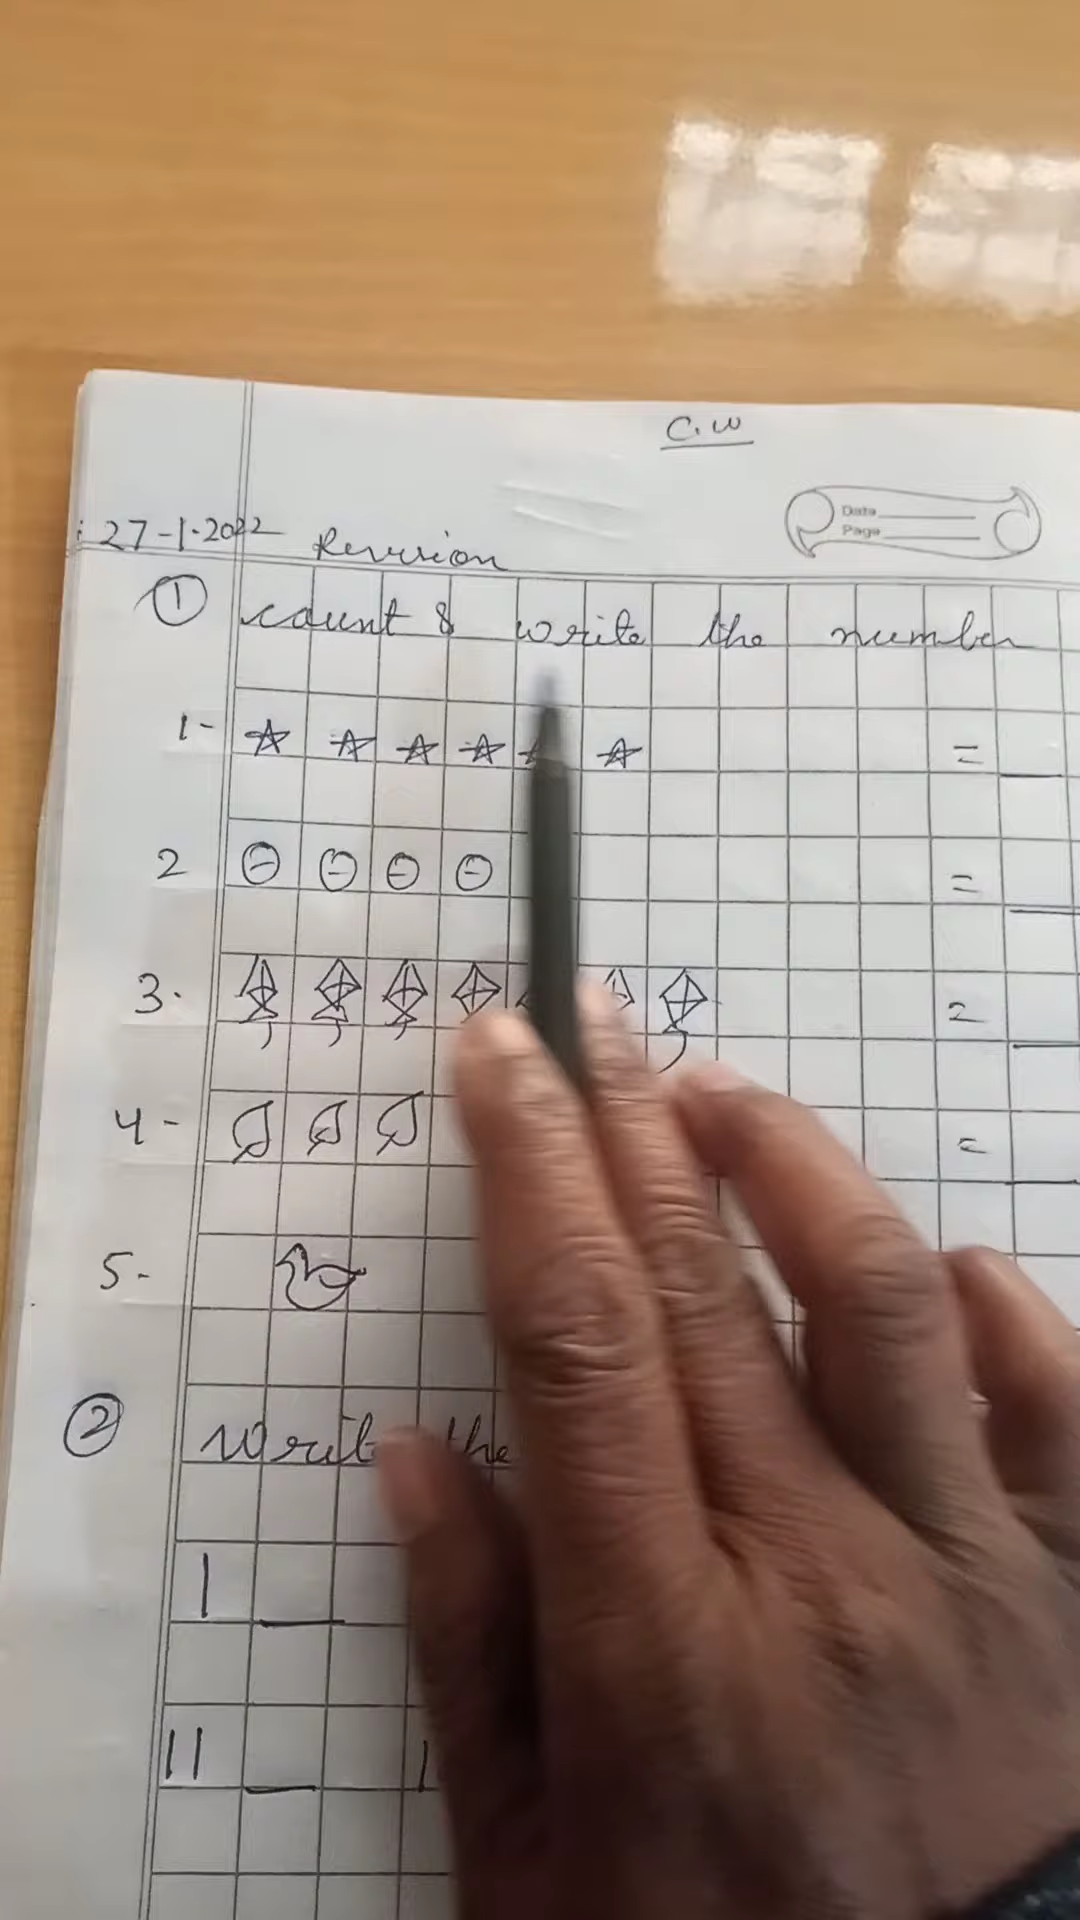 C.W
Date
Page
27-1-2022 Revision
① count & write the number
1- =
2 =
3. =
4- =
5-
② Write the
1
11 1